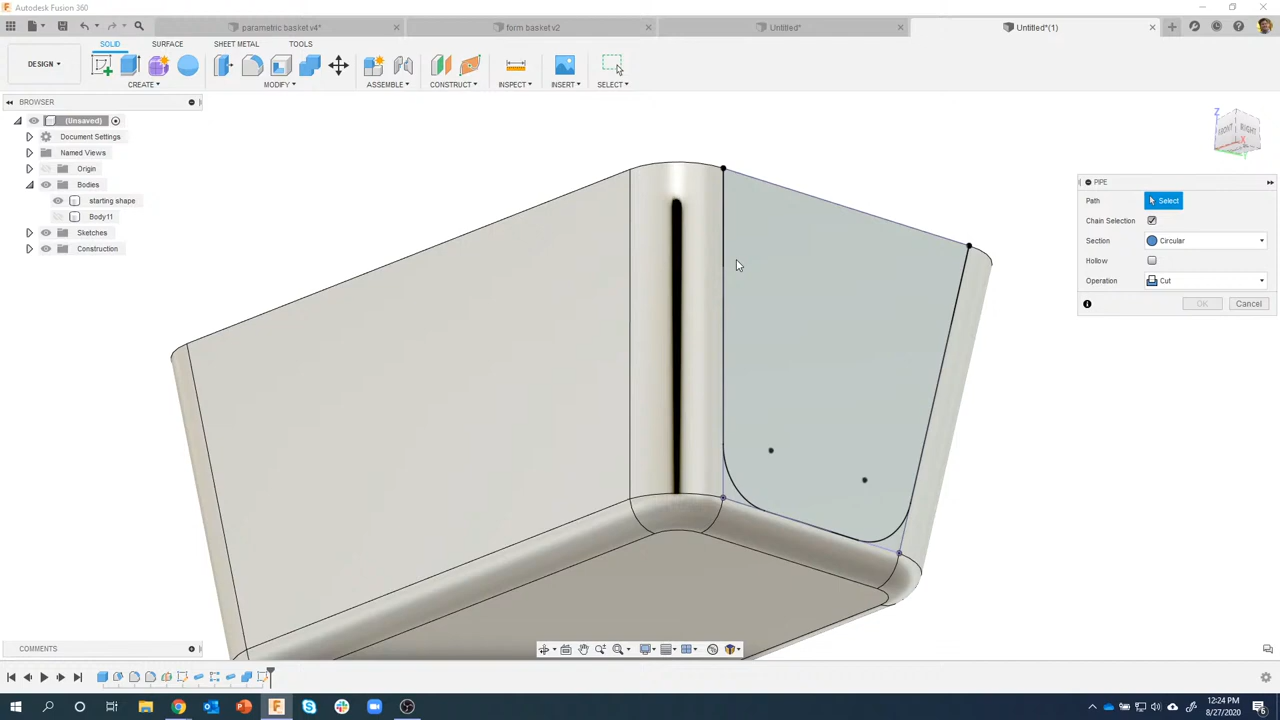 Autodesk Fusion 360
parametric basket v4*
form basket v2
Untitled*
Untitled*(1)
SOLID
SURFACE
SHEET METAL
TOOLS
DESIGN
CREATE
MODIFY
ASSEMBLE
CONSTRUCT
INSPECT
INSERT
SELECT
BROWSER
(Unsaved)
Document Settings
Named Views
Origin
Bodies
starting shape
Body11
Sketches
Construction
Z
FRONT
RIGHT
X
Y
PIPE
Path
Select
Chain Selection
Section
Circular
Hollow
Operation
Cut
OK
Cancel
COMMENTS
12:24 PM
8/27/2020
6